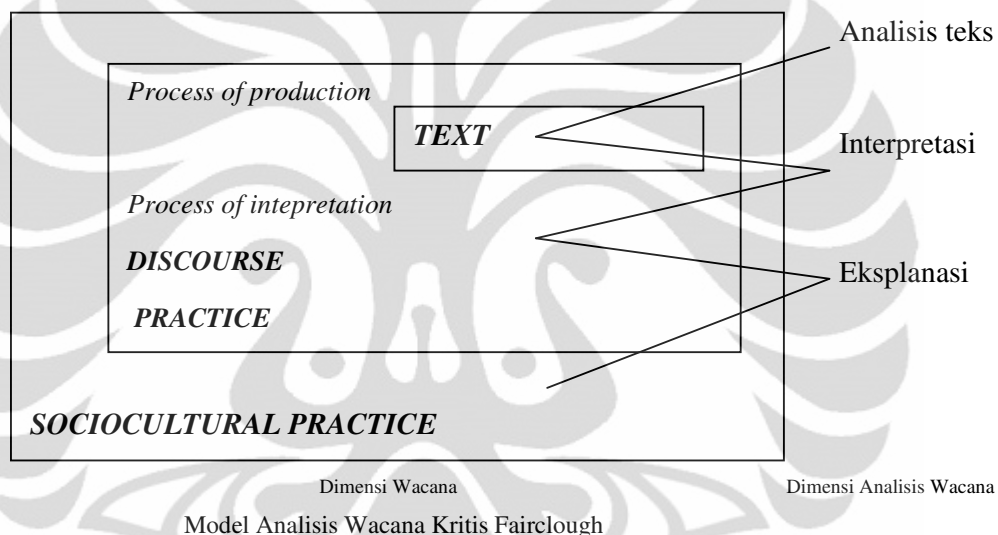 Analisis teks
Process of production
TEXT
Interpretasi
Process of intepretation
DISCOURSE
Eksplanasi
PRACTICE
SOCIOCULTURAL PRACTICE
Dimensi Wacana
Dimensi Analisis Wacana
Model Analisis Wacana Kritis Fairclough